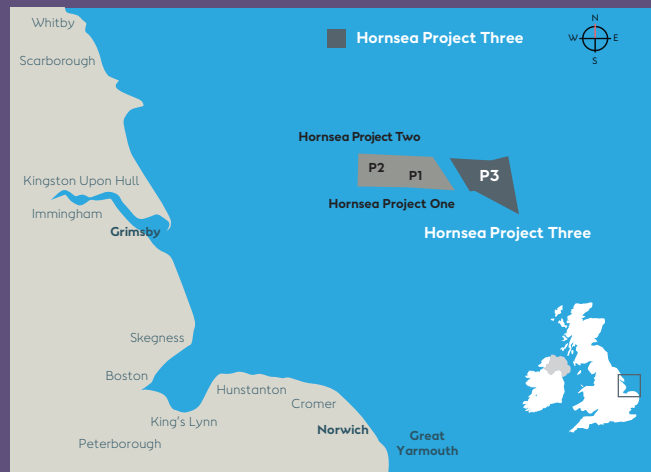 Whitby
N
Hornsea Project Three
W
E
S
Scarborough
Hornsea Project Two
P2
P1
P3
Kingston Upon Hull
Hornsea Project One
Immingham
Grimsby
Hornsea Project Three
Skegness
Boston
Hunstanton
Cromer
King's Lynn
Norwich
Great
Yarmouth
Peterborough